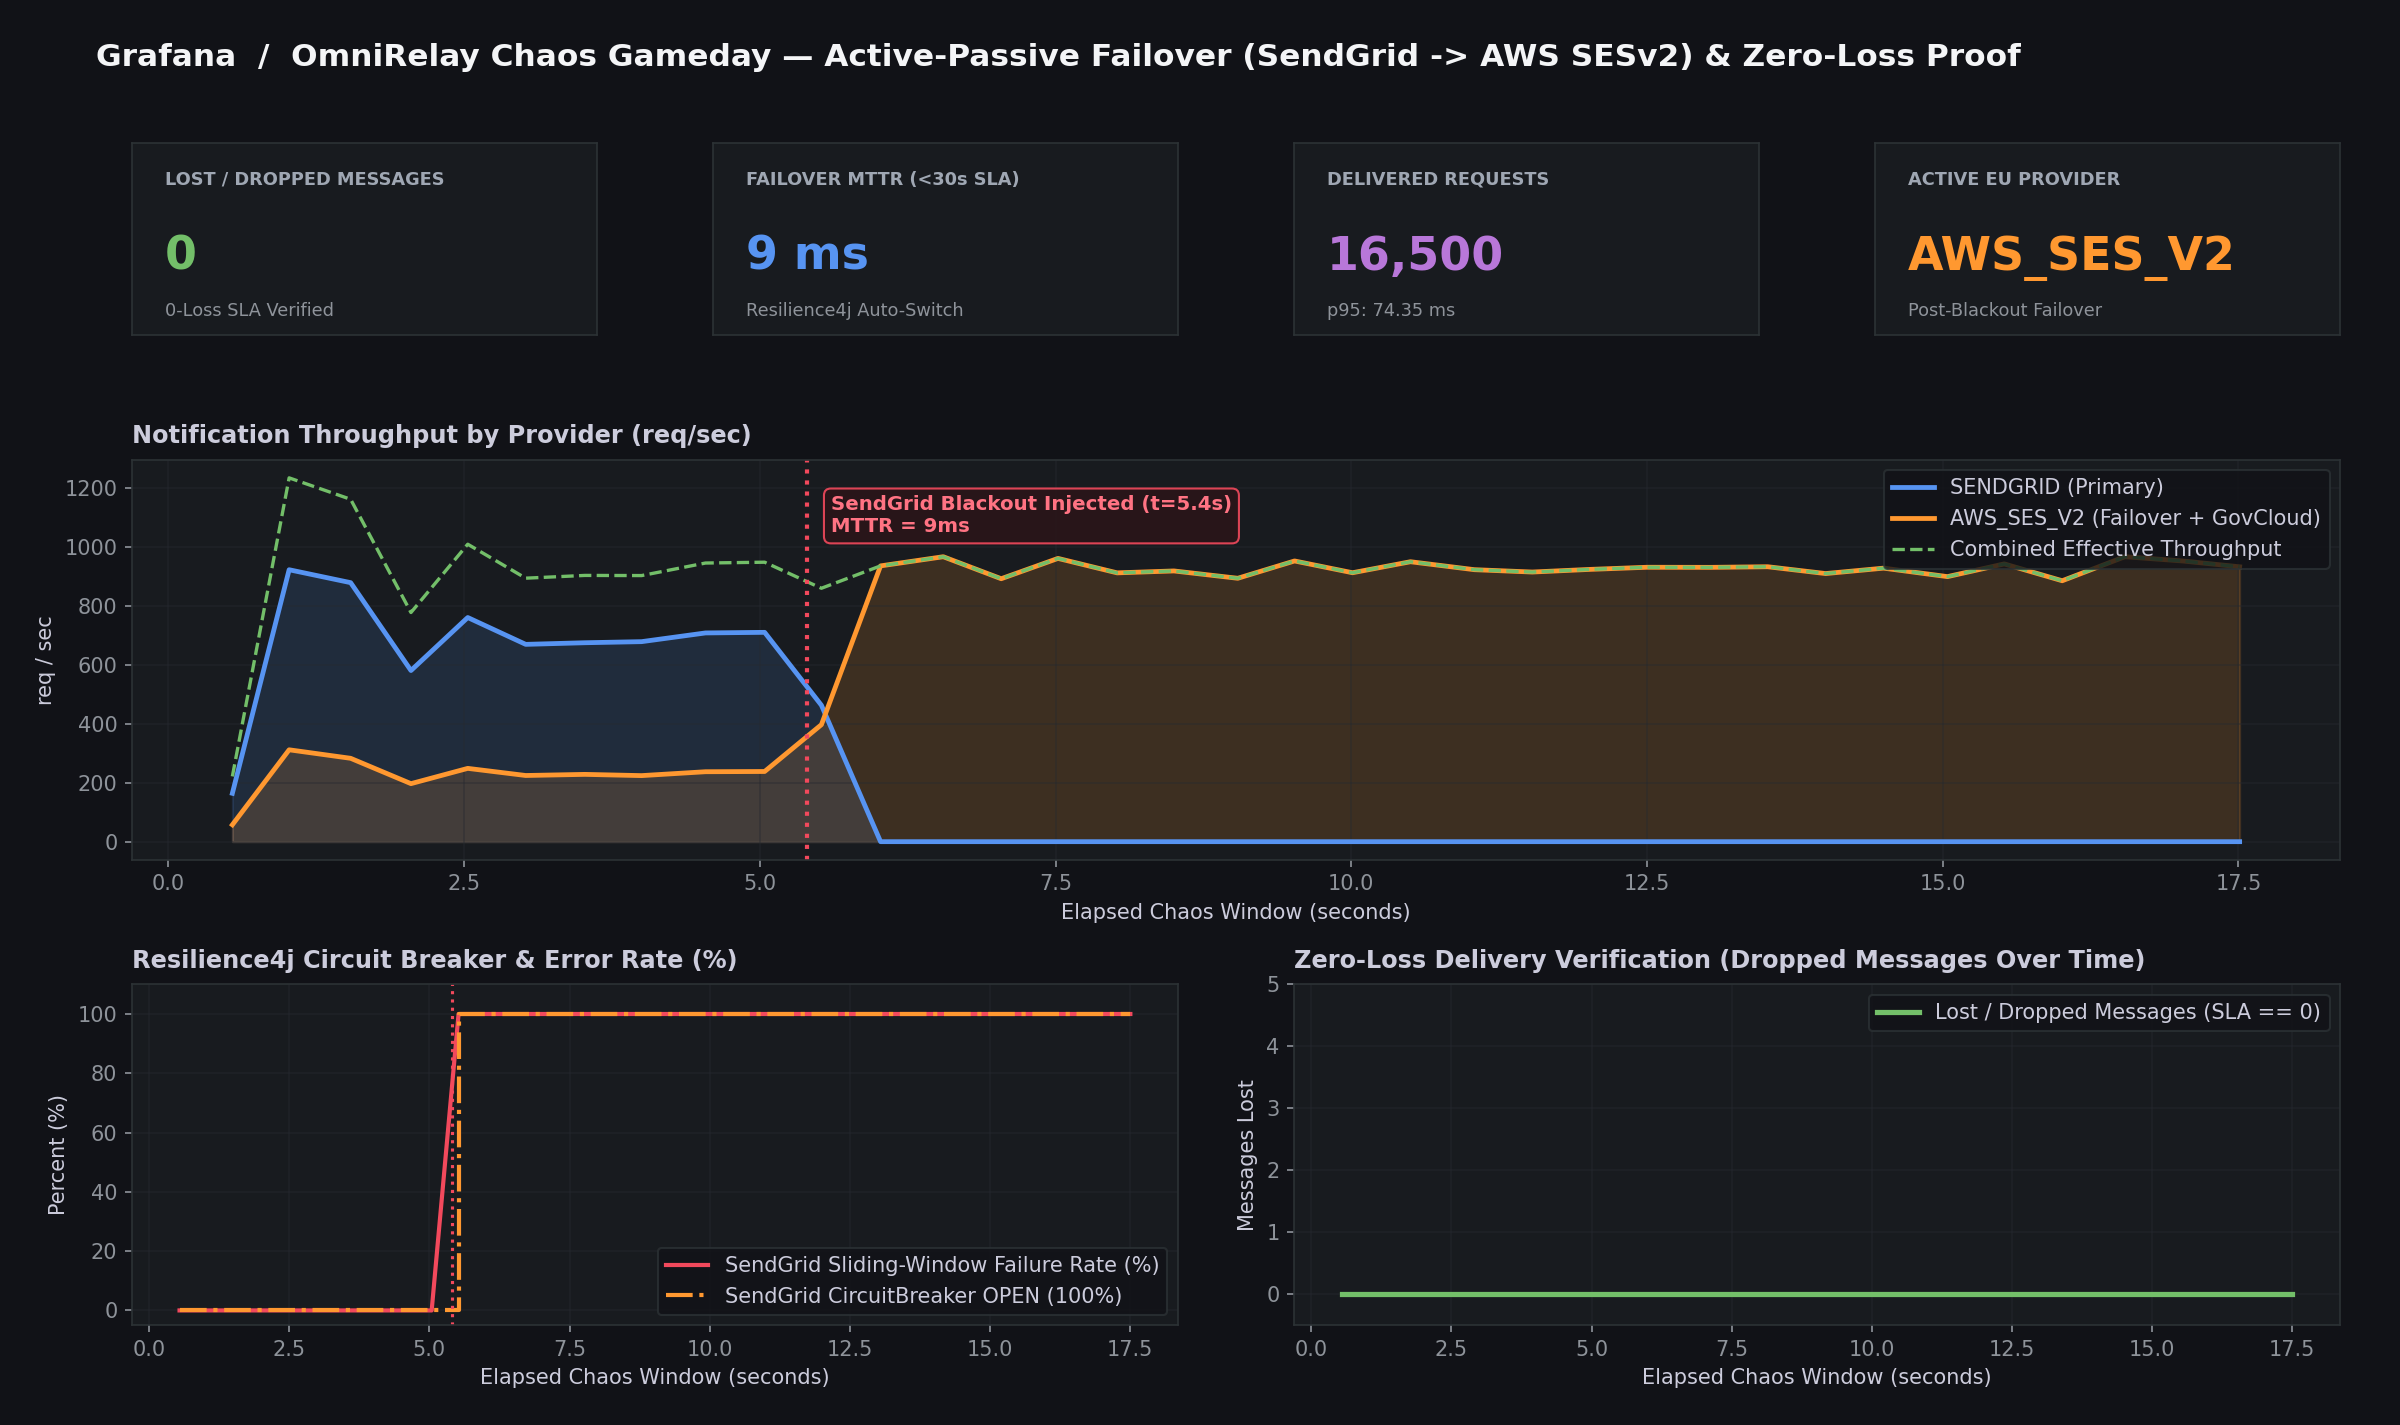 Grafana / OmniRelay Chaos Gameday — Active-Passive Failover (SendGrid -> AWS SESv2) & Zero-Loss Proof
LOST / DROPPED MESSAGES
0
0-Loss SLA Verified
FAILOVER MTTR (<30s SLA)
9 ms
Resilience4j Auto-Switch
DELIVERED REQUESTS
16,500
p95: 74.35 ms
ACTIVE EU PROVIDER
AWS_SES_V2
Post-Blackout Failover
Notification Throughput by Provider (req/sec)
req / sec
1200
1000
800
600
400
200
0
SendGrid Blackout Injected (t=5.4s)
MTTR = 9ms
SENDGRID (Primary)
AWS_SES_V2 (Failover + GovCloud)
Combined Effective Throughput
0.0 2.5 5.0 7.5 10.0 12.5 15.0 17.5
Elapsed Chaos Window (seconds)
Resilience4j Circuit Breaker & Error Rate (%)
Percent (%)
100
80
60
40
20
0
SendGrid Sliding-Window Failure Rate (%)
SendGrid CircuitBreaker OPEN (100%)
0.0 2.5 5.0 7.5 10.0 12.5 15.0 17.5
Elapsed Chaos Window (seconds)
Zero-Loss Delivery Verification (Dropped Messages Over Time)
Messages Lost
5
4
3
2
1
0
Lost / Dropped Messages (SLA == 0)
0.0 2.5 5.0 7.5 10.0 12.5 15.0 17.5
Elapsed Chaos Window (seconds)